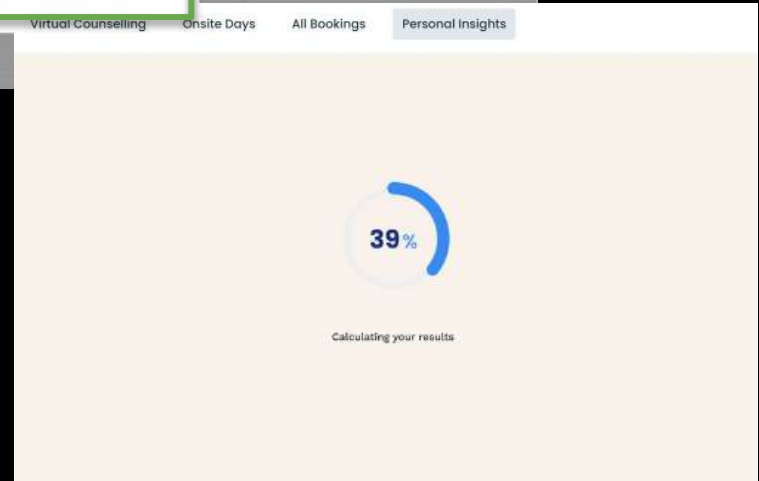 Virtual Counselling Onsite Days All Bookings Personal Insights
39%
Calculating your results